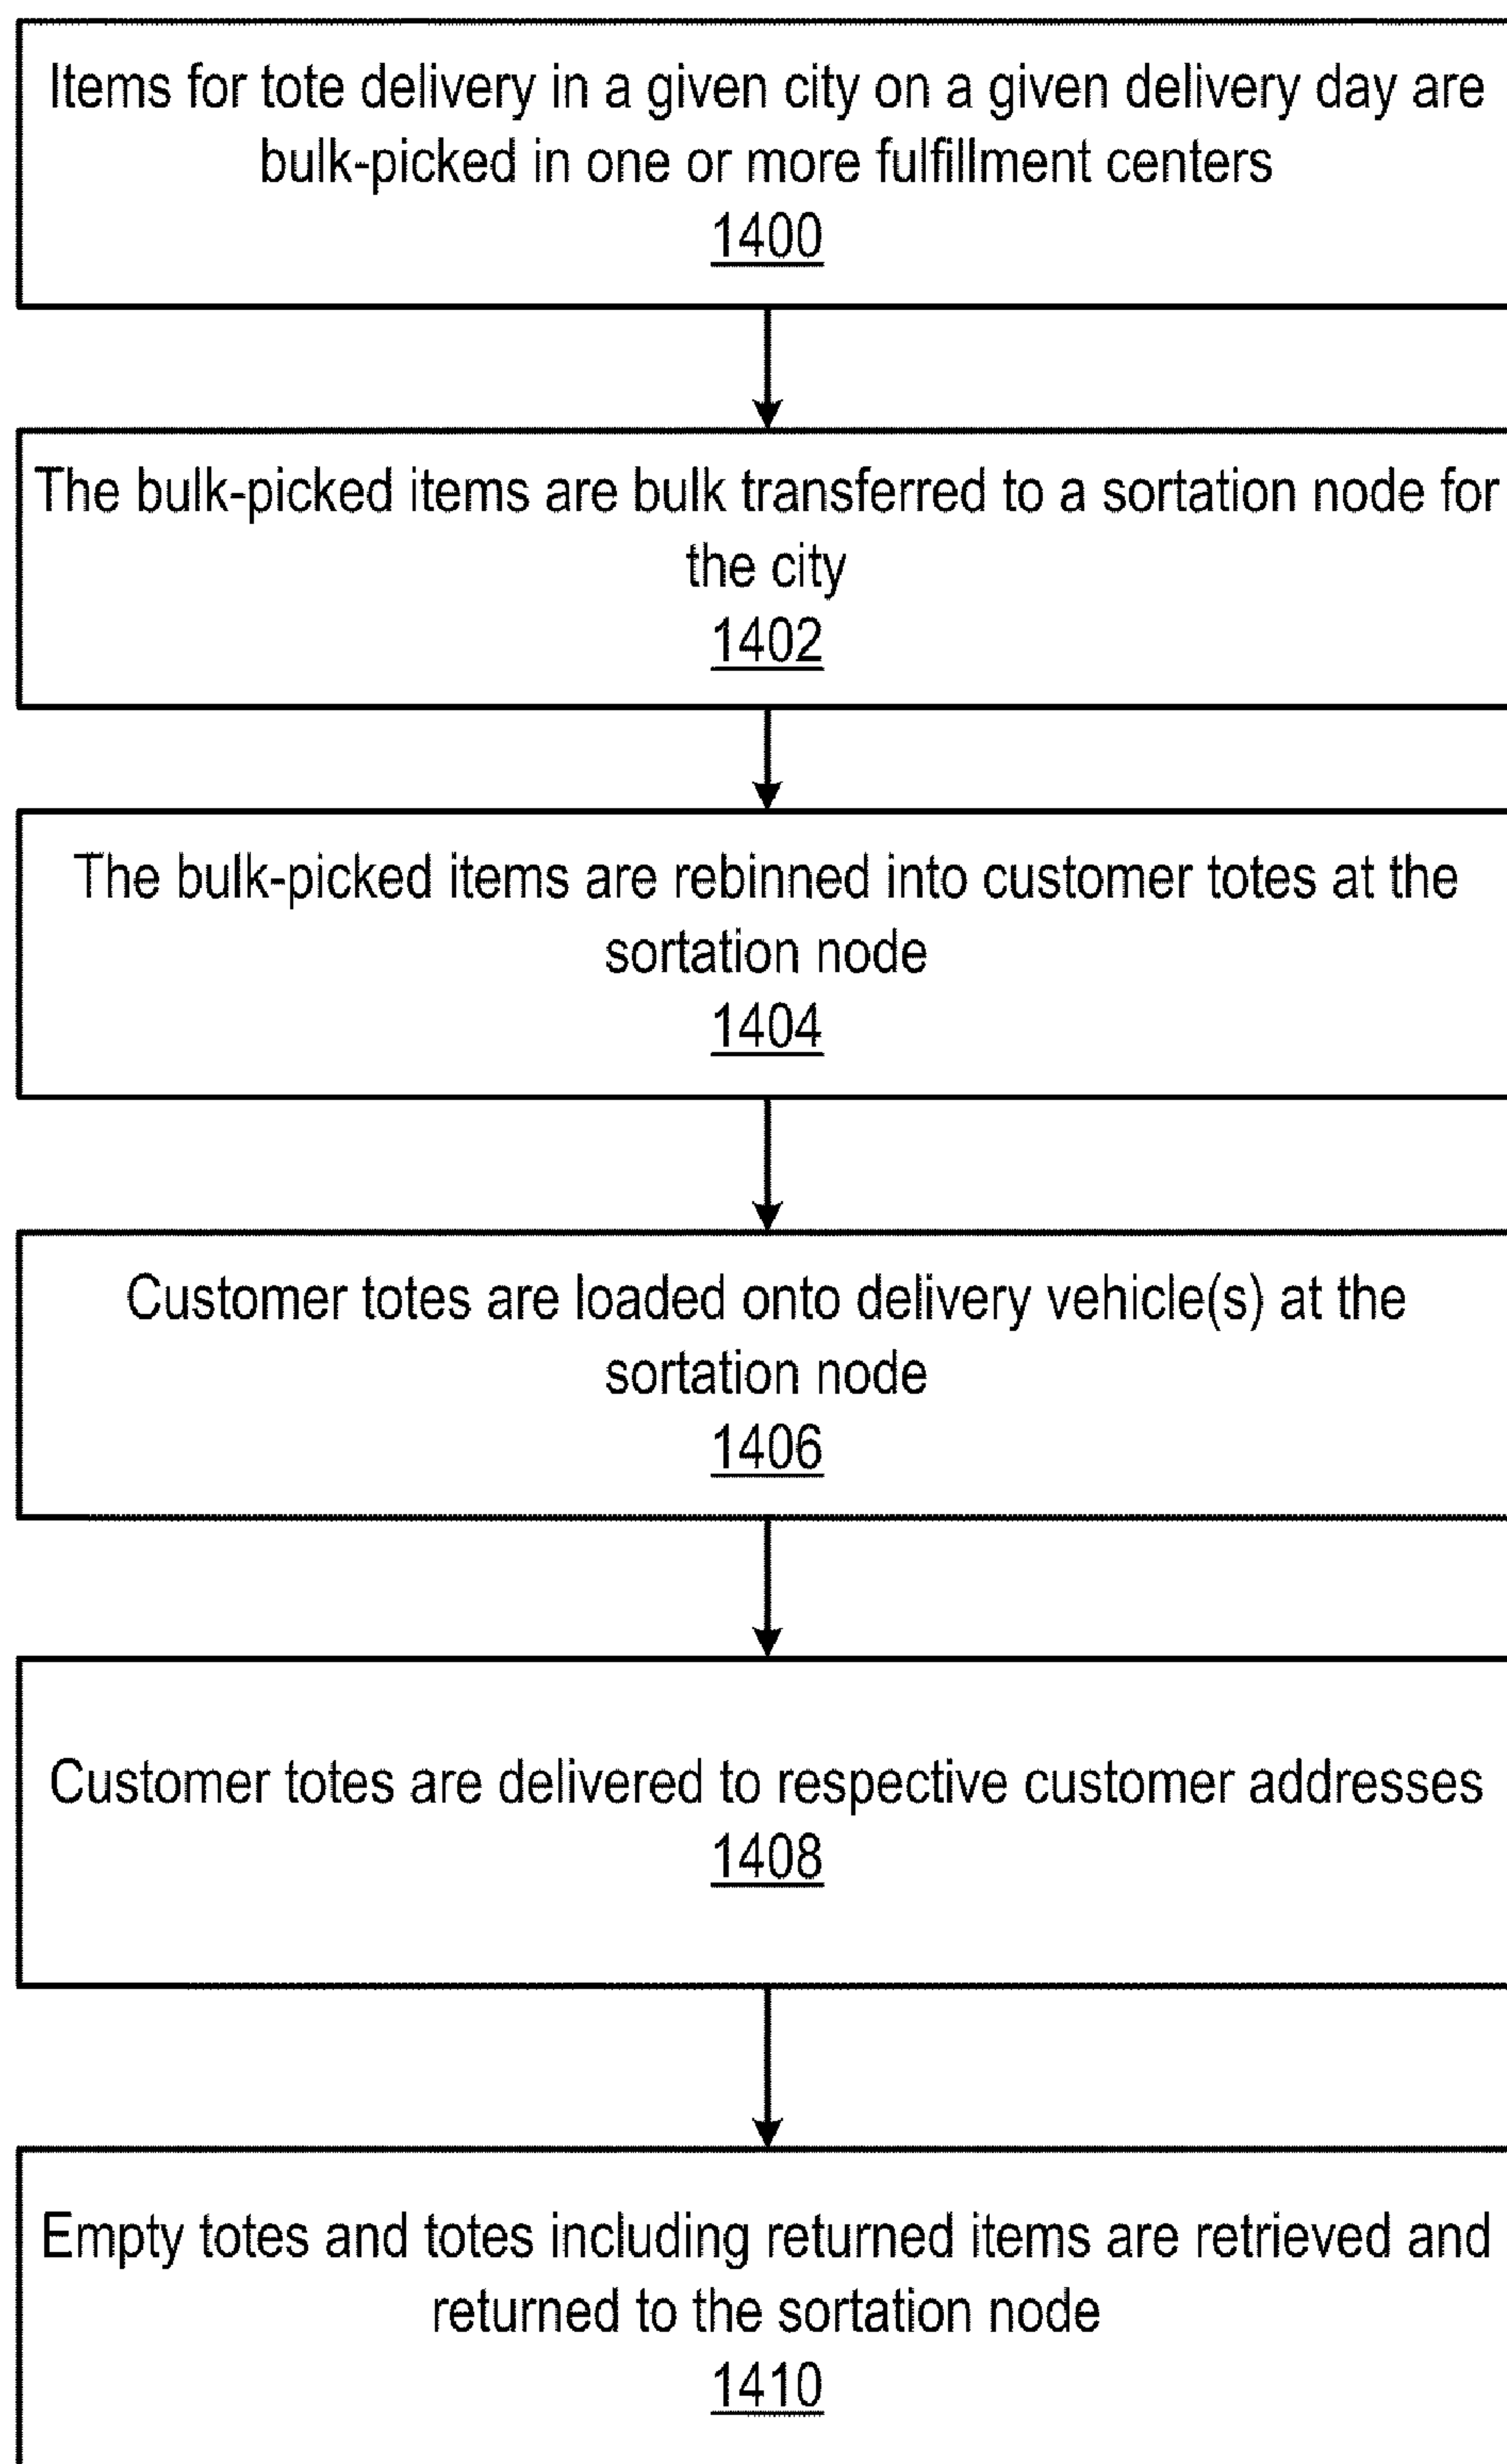 Items for tote delivery in a given city on a given delivery day are
bulk-picked in one or more fulfillment centers
1400
The bulk-picked items are bulk transferred to a sortation node for
the city
1402
The bulk-picked items are rebinned into customer totes at the
sortation node
1404
Customer totes are loaded onto delivery vehicle(s) at the
sortation node
1406
Customer totes are delivered to respective customer addresses
1408
Empty totes and totes including returned items are retrieved and
returned to the sortation node
1410